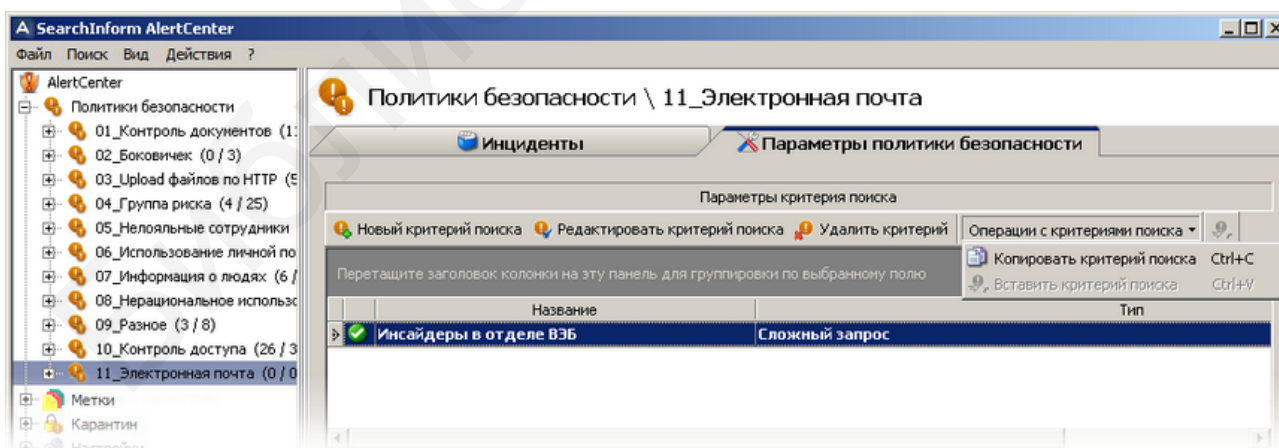 SearchInform AlertCenter
Файл Поиск Вид Действия ?
AlertCenter
Политики безопасности
01_Контроль документов (1
02_Боковичек (0 / 3)
03_Upload файлов по HTTP (5
04_Группа риска (4 / 25)
05_Нелояльные сотрудники
06_Использование личной по
07_Информация о людях (6 /
08_Нерациональное использо
09_Разное (3 / 8)
10_Контроль доступа (26 / 3
11_Электронная почта (0 / 0
Метки
Карантин
Настройки
Политики безопасности \ 11_Электронная почта
Инциденты
Параметры политики безопасности
Параметры критерия поиска
Новый критерий поиска Редактировать критерий поиска Удалить критерий Операции с критериями поиска
Копировать критерий поиска Ctrl+C
Вставить критерий поиска Ctrl+V
Перетащите заголовок колонки на эту панель для группировки по выбранному полю
Название Тип
Инсайдеры в отделе ВЭБ Сложный запрос